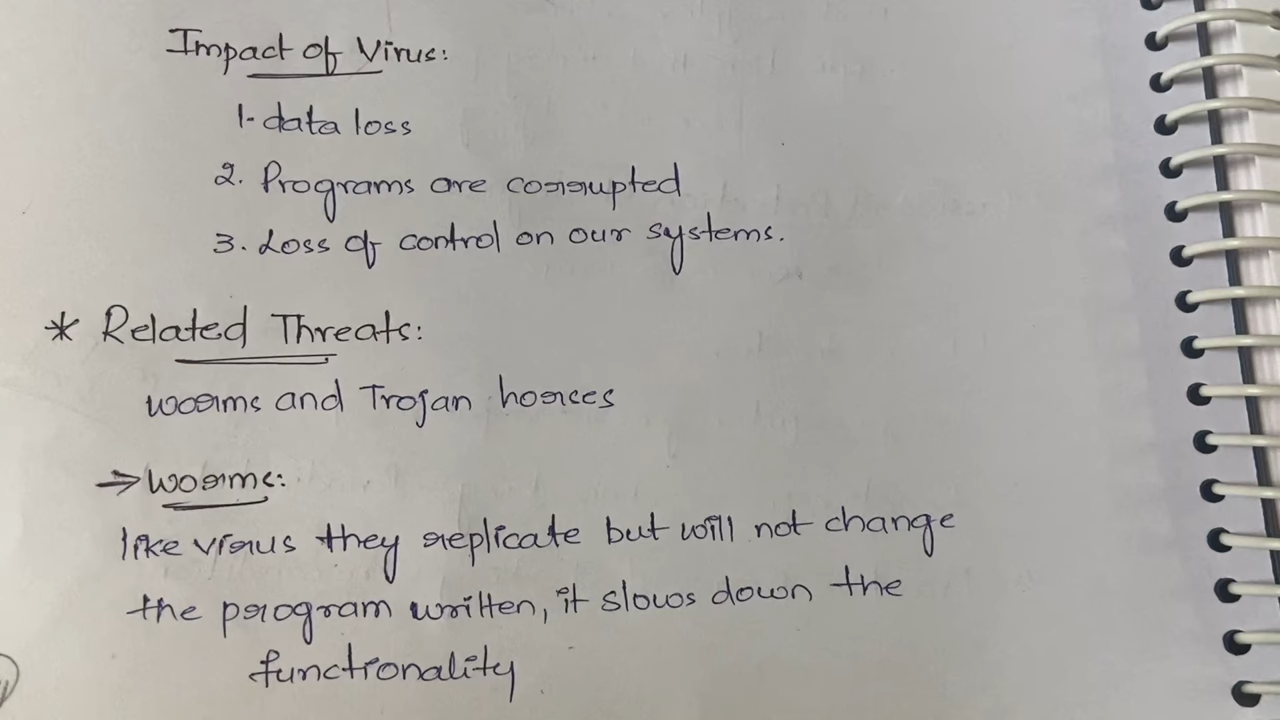 Impact of Virus:
1. data loss
2. Programs are corrupted
3. Loss of control on our systems.
* Related Threats:
worms and Trojan horses
→ worms:
like virus they replicate but will not change
the program written, it slows down the
functionality